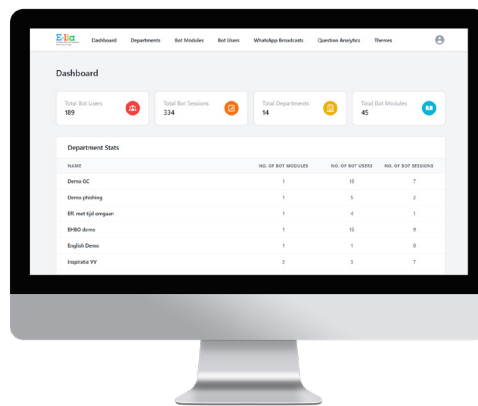 E-lia
Dashboard Departments Bot Modules Bot Users WhatsApp Broadcasts Question Analytics Themes
Dashboard
Total Bot Users Total Bot Sessions Total Departments Total Bot Modules
189 334 14 45
Department Stats
NAME NO. OF BOT MODULES NO. OF BOT USERS NO. OF BOT SESSIONS
Demo GC 1 15 7
Demo phishing 1 5 2
Effi. met tijd omgaan 1 4 1
EHBO demo 1 15 9
English Demo 1 1 0
Inspiratie VV 3 3 7